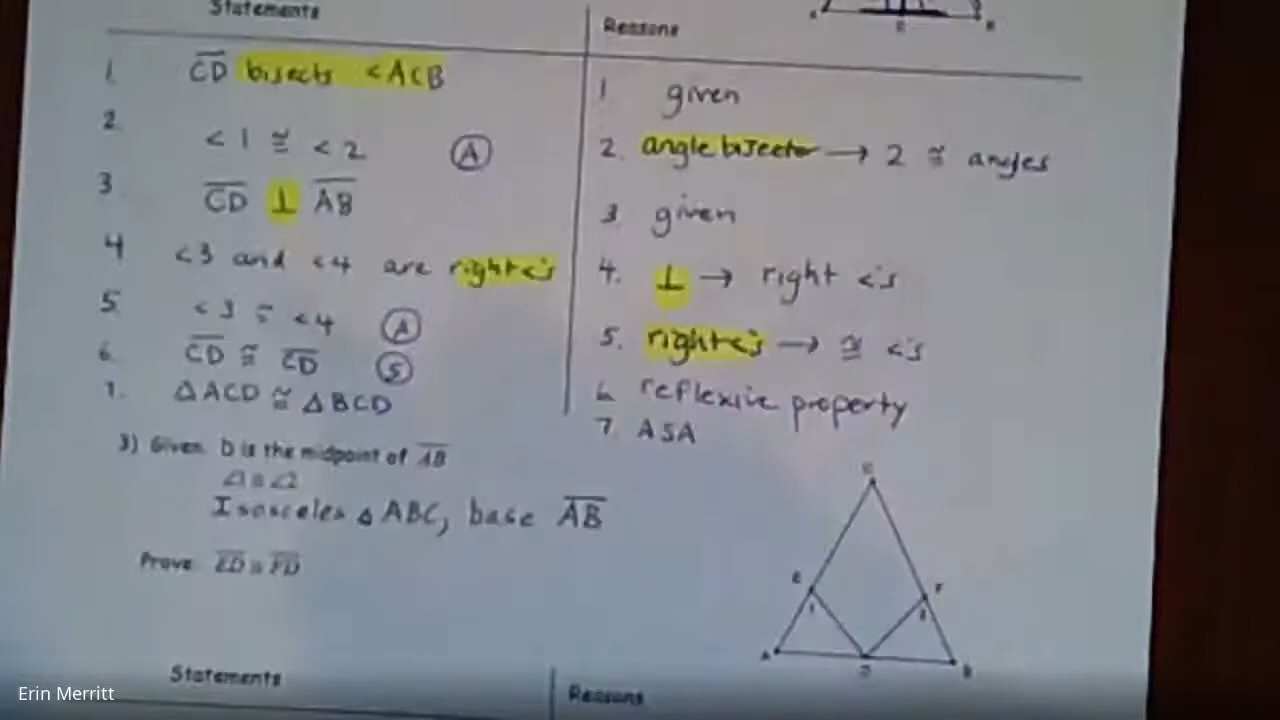 Statements
Reasons
1. CD bisects <ACB
1 given
2. <1 ≅ <2 A
2. angle bisector → 2 ≅ angles
3. CD ⊥ AB
3. given
4 <3 and <4 are right <'s
4. ⊥ → right <'s
5. <3 ≅ <4 A
5. right <'s → ≅ <'s
6. CD ≅ CD S
6. reflexive property
7. △ACD ≅ △BCD
7. ASA
3) Given: D is the midpoint of AB
∠1 ≅ ∠2
Isosceles △ ABC, base AB
Prove: ED ≅ FD
C
E
F
1
2
A
D
B
Statements
Reasons
Erin Merritt